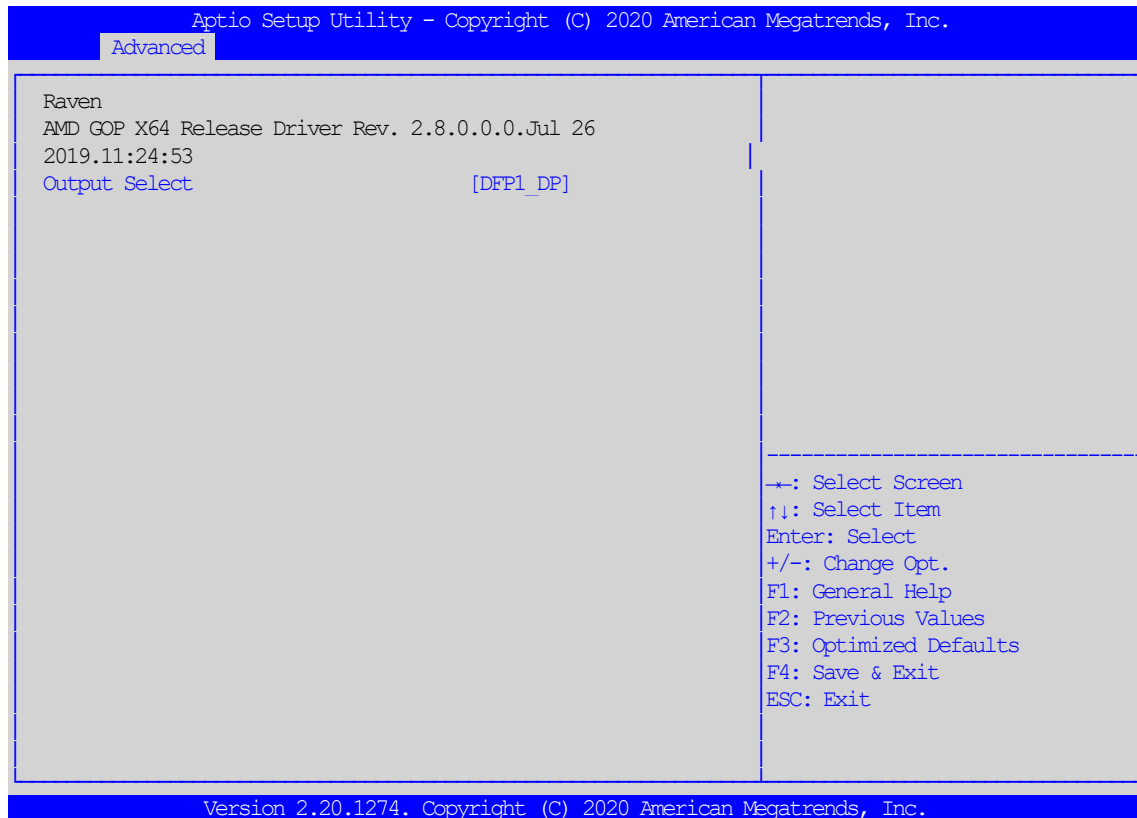 Aptio Setup Utility – Copyright (C) 2020 American Megatrends, Inc.
Advanced
Raven
AMD GOP X64 Release Driver Rev. 2.8.0.0.0.Jul 26
2019.11:24:53
Output Select [DFP1_DP]
→←: Select Screen
↑↓: Select Item
Enter: Select
+/-: Change Opt.
F1: General Help
F2: Previous Values
F3: Optimized Defaults
F4: Save & Exit
ESC: Exit
Version 2.20.1274. Copyright (C) 2020 American Megatrends, Inc.